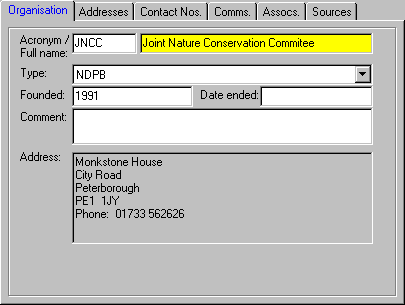 Organisation Addresses Contact Nos. Comms. Assocs. Sources
Acronym / Full name: JNCC Joint Nature Conservation Commitee
Type: NDPB
Founded: 1991 Date ended:
Comment:
Address: Monkstone House
City Road
Peterborough
PE1 1JY
Phone: 01733 562626